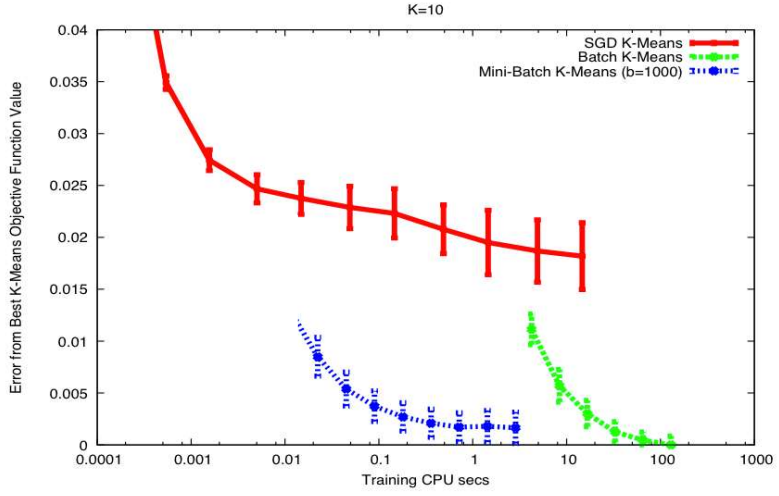 K=10
Error from Best K-Means Objective Function Value
0.04
0.035
0.03
0.025
0.02
0.015
0.01
0.005
0
SGD K-Means
Batch K-Means
Mini-Batch K-Means (b=1000)
0.0001 0.001 0.01 0.1 1 10 100 1000
Training CPU secs